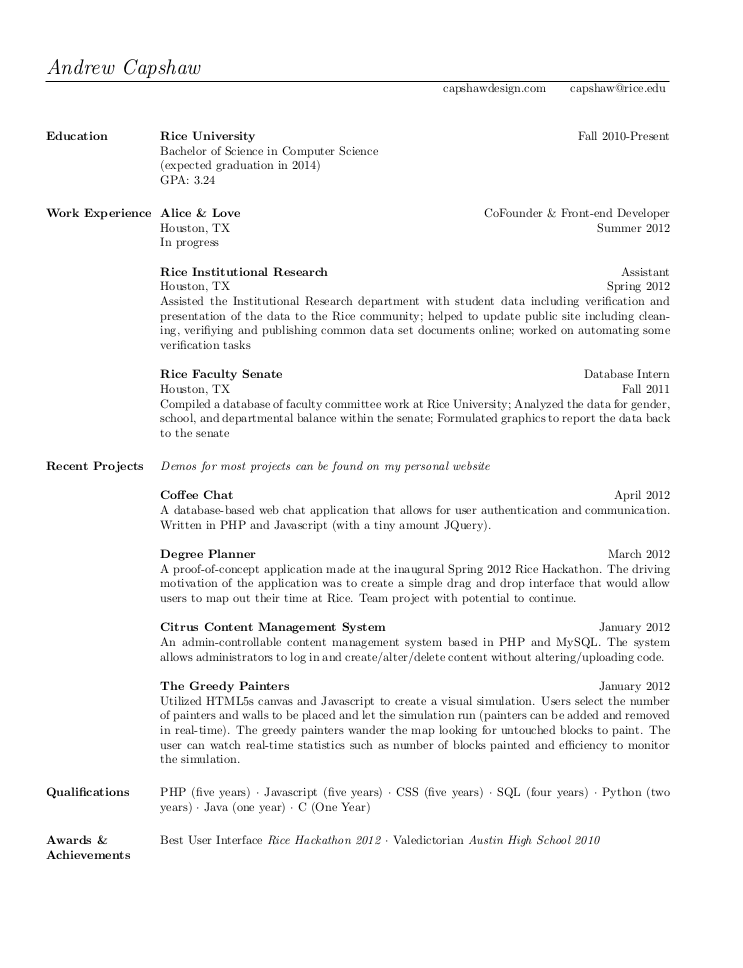 Andrew Capshaw
capshawdesign.com capshaw@rice.edu
Education Rice University Fall 2010-Present
Bachelor of Science in Computer Science
(expected graduation in 2014)
GPA: 3.24
Work Experience Alice & Love CoFounder & Front-end Developer
Houston, TX Summer 2012
In progress
Rice Institutional Research Assistant
Houston, TX Spring 2012
Assisted the Institutional Research department with student data including verification and
presentation of the data to the Rice community; helped to update public site including clean-
ing, verifiying and publishing common data set documents online; worked on automating some
verification tasks
Rice Faculty Senate Database Intern
Houston, TX Fall 2011
Compiled a database of faculty committee work at Rice University; Analyzed the data for gender,
school, and departmental balance within the senate; Formulated graphics to report the data back
to the senate
Recent Projects Demos for most projects can be found on my personal website
Coffee Chat April 2012
A database-based web chat application that allows for user authentication and communication.
Written in PHP and Javascript (with a tiny amount JQuery).
Degree Planner March 2012
A proof-of-concept application made at the inaugural Spring 2012 Rice Hackathon. The driving
motivation of the application was to create a simple drag and drop interface that would allow
users to map out their time at Rice. Team project with potential to continue.
Citrus Content Management System January 2012
An admin-controllable content management system based in PHP and MySQL. The system
allows administrators to log in and create/alter/delete content without altering/uploading code.
The Greedy Painters January 2012
Utilized HTML5s canvas and Javascript to create a visual simulation. Users select the number
of painters and walls to be placed and let the simulation run (painters can be added and removed
in real-time). The greedy painters wander the map looking for untouched blocks to paint. The
user can watch real-time statistics such as number of blocks painted and efficiency to monitor
the simulation.
Qualifications PHP (five years) · Javascript (five years) · CSS (five years) · SQL (four years) · Python (two
years) · Java (one year) · C (One Year)
Awards & Best User Interface Rice Hackathon 2012 · Valedictorian Austin High School 2010
Achievements